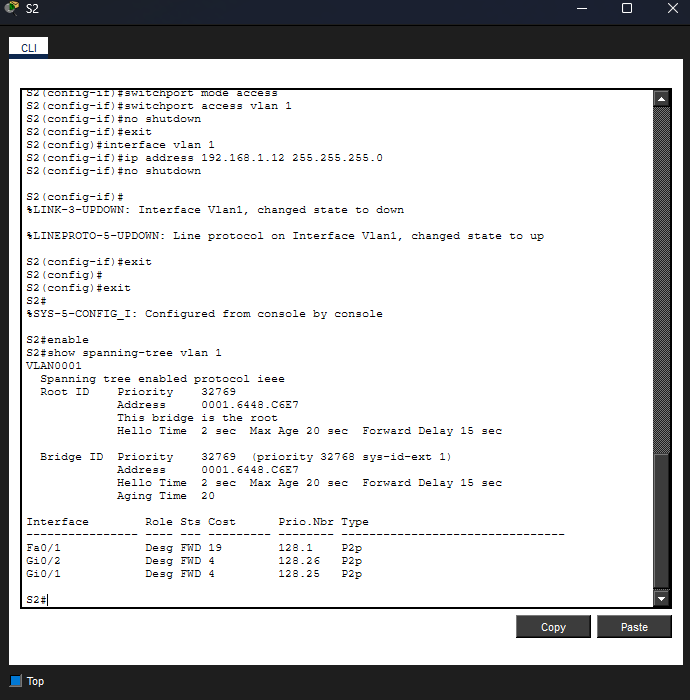 S2
CLI
S2(config-if)#switchport mode access
S2(config-if)#switchport access vlan 1
S2(config-if)#no shutdown
S2(config-if)#exit
S2(config)#interface vlan 1
S2(config-if)#ip address 192.168.1.12 255.255.255.0
S2(config-if)#no shutdown
S2(config-if)#
%LINK-3-UPDOWN: Interface Vlan1, changed state to down
%LINEPROTO-5-UPDOWN: Line protocol on Interface Vlan1, changed state to up
S2(config-if)#exit
S2(config)#
S2(config)#exit
S2#
%SYS-5-CONFIG_I: Configured from console by console
S2#enable
S2#show spanning-tree vlan 1
VLAN0001
  Spanning tree enabled protocol ieee
  Root ID    Priority    32769
             Address     0001.6448.C6E7
             This bridge is the root
             Hello Time  2 sec  Max Age 20 sec  Forward Delay 15 sec
  Bridge ID  Priority    32769  (priority 32768 sys-id-ext 1)
             Address     0001.6448.C6E7
             Hello Time  2 sec  Max Age 20 sec  Forward Delay 15 sec
             Aging Time  20
Interface        Role Sts Cost      Prio.Nbr Type
---------------- ---- --- --------- -------- --------------------------------
Fa0/1            Desg FWD 19        128.1    P2p
Gi0/2            Desg FWD 4         128.26   P2p
Gi0/1            Desg FWD 4         128.25   P2p
S2#
Copy Paste
Top